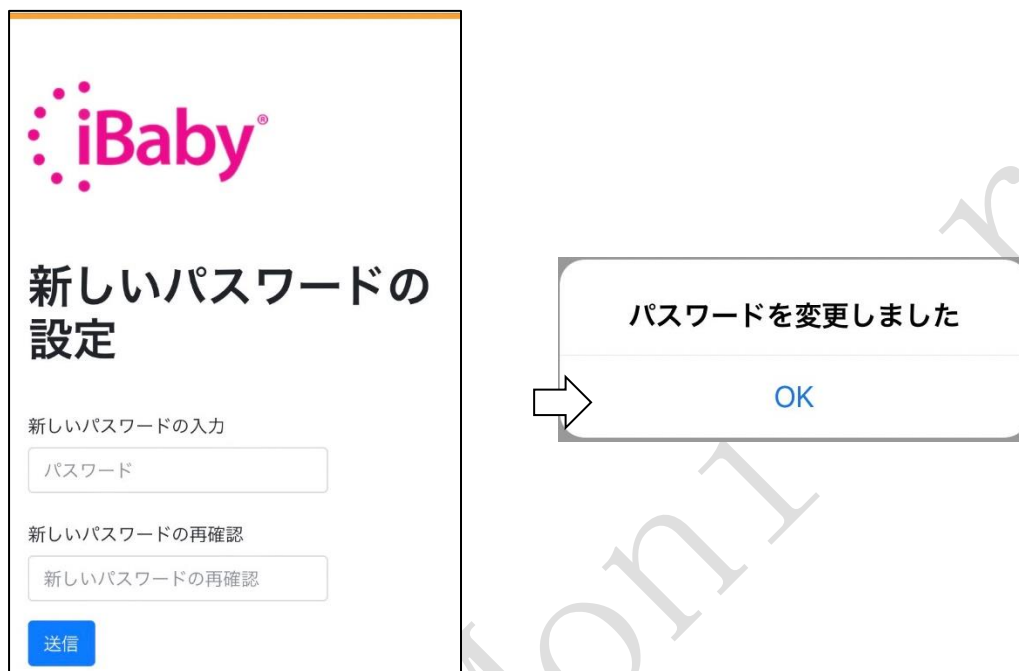 iBaby®
新しいパスワードの
設定
新しいパスワードの入力
パスワード
新しいパスワードの再確認
新しいパスワードの再確認
送信
パスワードを変更しました
OK